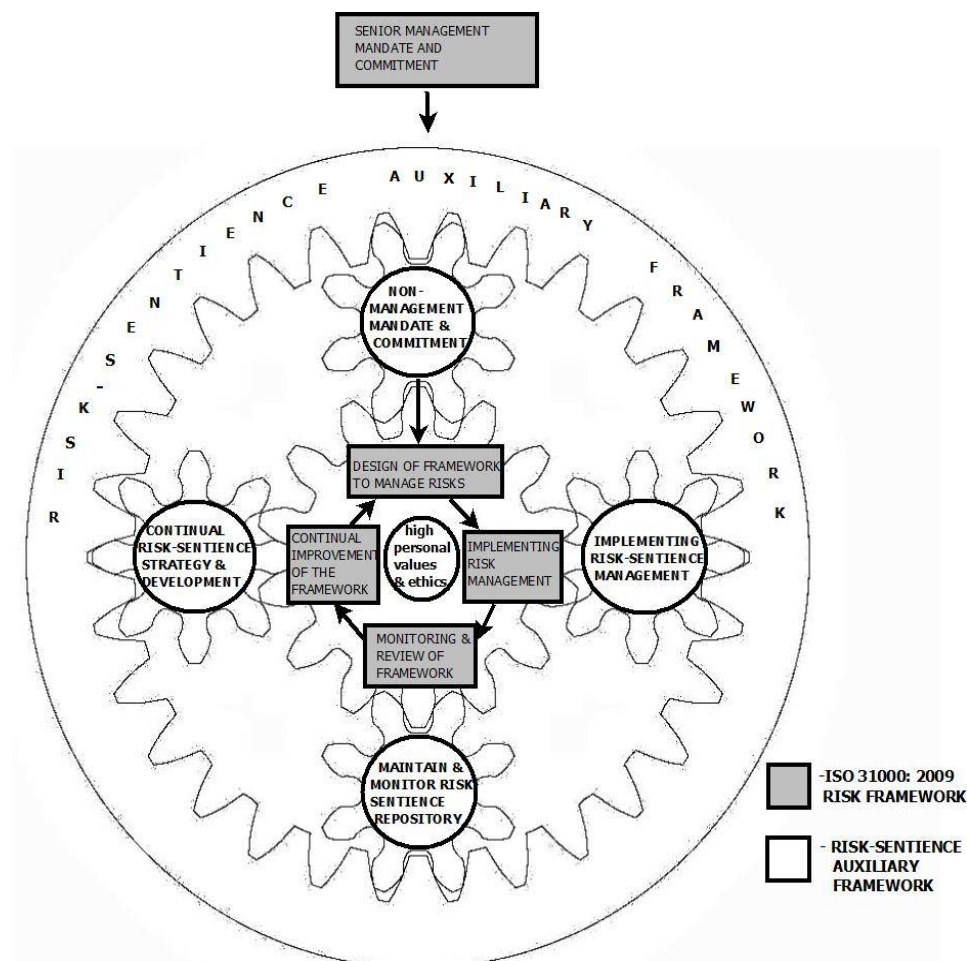 SENIOR MANAGEMENT
MANDATE AND
COMMITMENT
RISK-SENTIENCE AUXILIARY FRAMEWORK
NON-
MANAGEMENT
MANDATE &
COMMITMENT
DESIGN OF FRAMEWORK
TO MANAGE RISKS
CONTINUAL
RISK-SENTIENCE
STRATEGY &
DEVELOPMENT
CONTINUAL
IMPROVEMENT
OF THE
FRAMEWORK
high
personal
values
& ethics
IMPLEMENTING
RISK
MANAGEMENT
IMPLEMENTING
RISK-SENTIENCE
MANAGEMENT
MONITORING &
REVIEW OF
FRAMEWORK
MAINTAIN &
MONITOR RISK
SENTIENCE
REPOSITORY
-ISO 31000: 2009
RISK FRAMEWORK
- RISK-SENTIENCE
AUXILIARY
FRAMEWORK